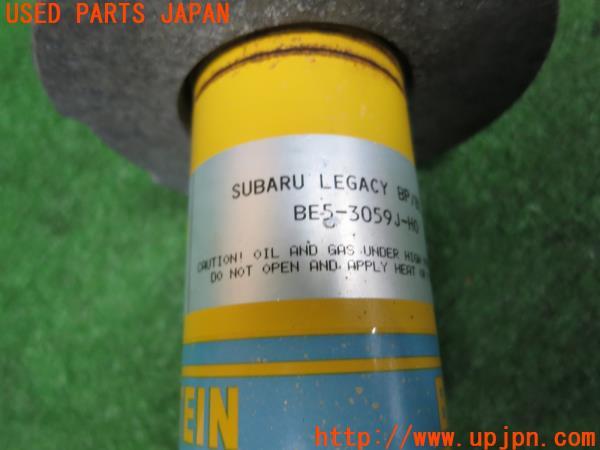 USED PARTS JAPAN
SUBARU LEGACY BP/B
BE5-3059J-H0
CAUTION! OIL AND GAS UNDER HIGH
DO NOT OPEN AND APPLY HEAT
EIN
http://www.upjpn.com/